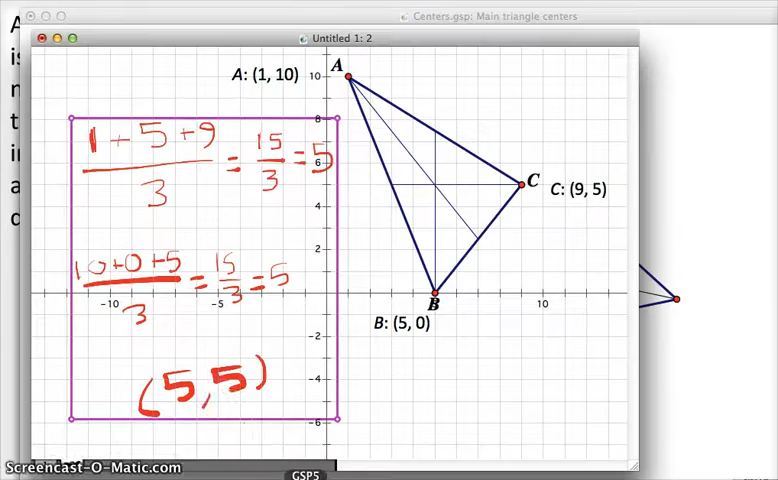 Centers.gsp: Main triangle centers
Untitled 1: 2
A
A: (1, 10)
10
8
6
4
2
-10
-5
10
-2
-4
-6
1+5+9
3
= 15/3 = 5
10+0+5
3
= 15/3 = 5
(5,5)
C
C: (9, 5)
B
B: (5, 0)
A
is
t
in
a
d
Screencast-O-Matic.com
GSP5